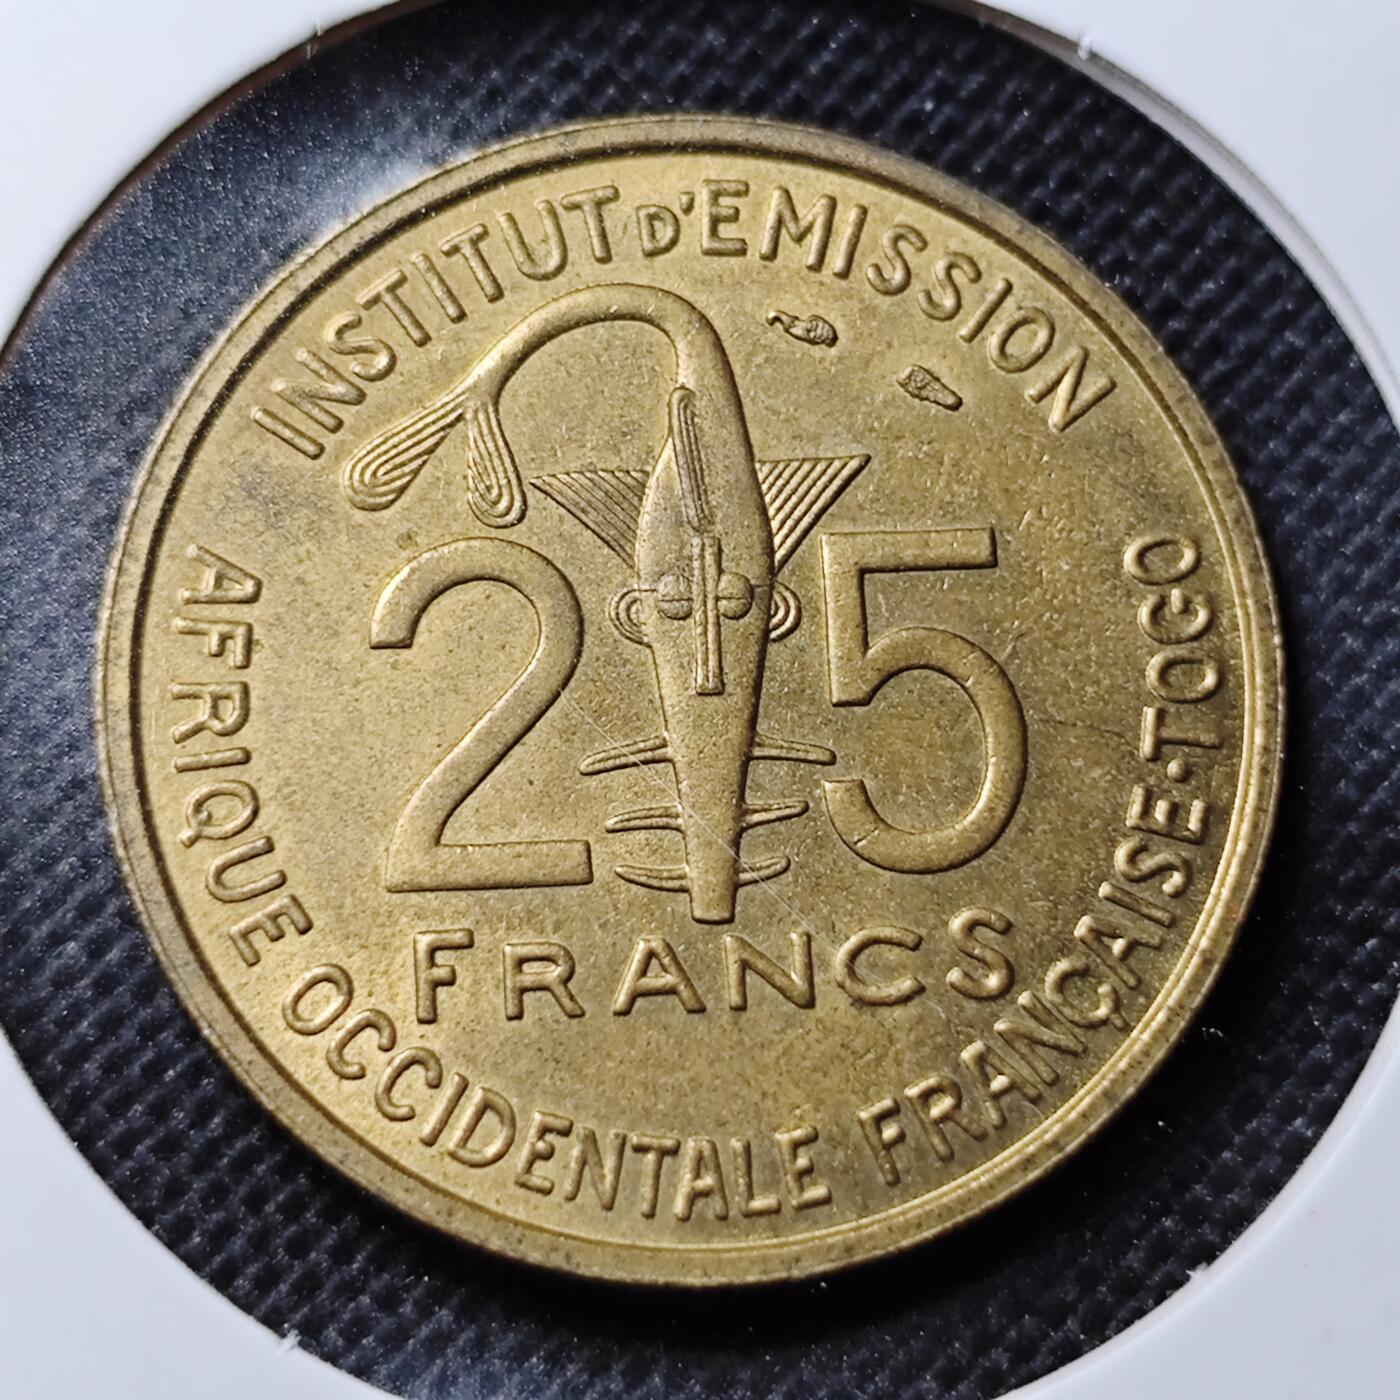 INSTITUT D'EMISSION
25
FRANCS
AFRIQUE OCCIDENTALE FRANÇAISE·TOGO